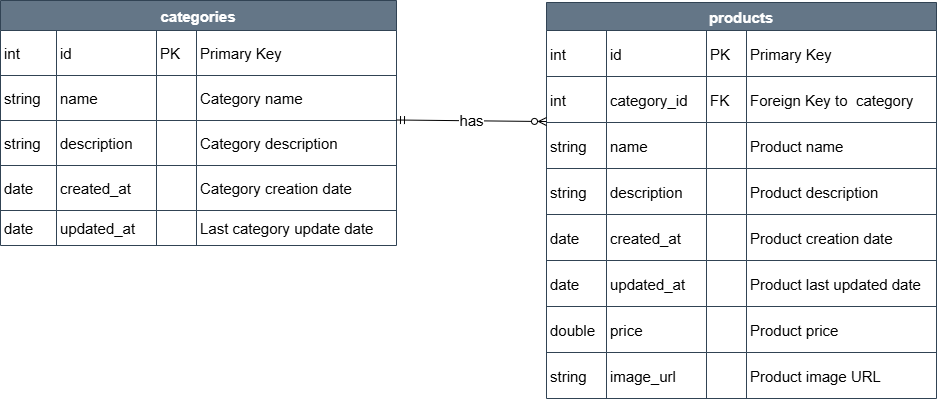 categories
int id PK Primary Key
string name Category name
string description Category description
date created_at Category creation date
date updated_at Last category update date
has
products
int id PK Primary Key
int category_id FK Foreign Key to category
string name Product name
string description Product description
date created_at Product creation date
date updated_at Product last updated date
double price Product price
string image_url Product image URL